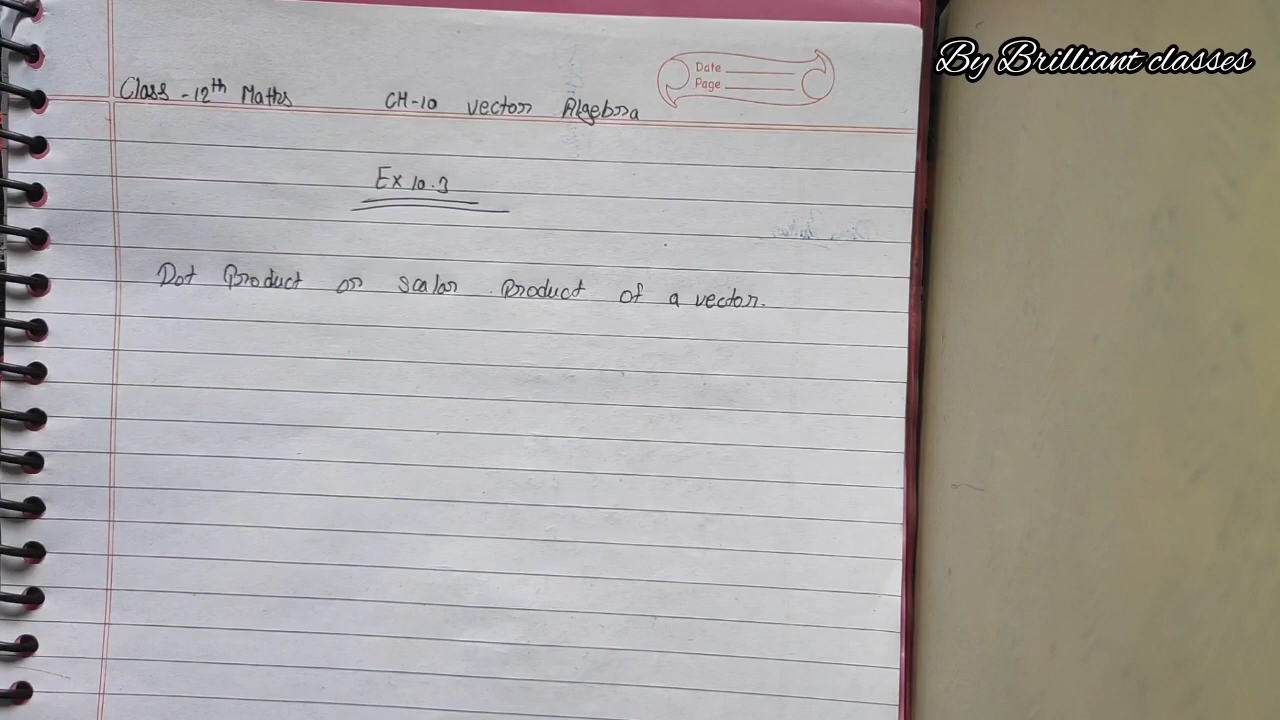 By Brilliant classes
Date
Page
Class - 12th Maths CH-10 vector Algebra
Ex 10.3
Dot Product or scalar Product of a vector.